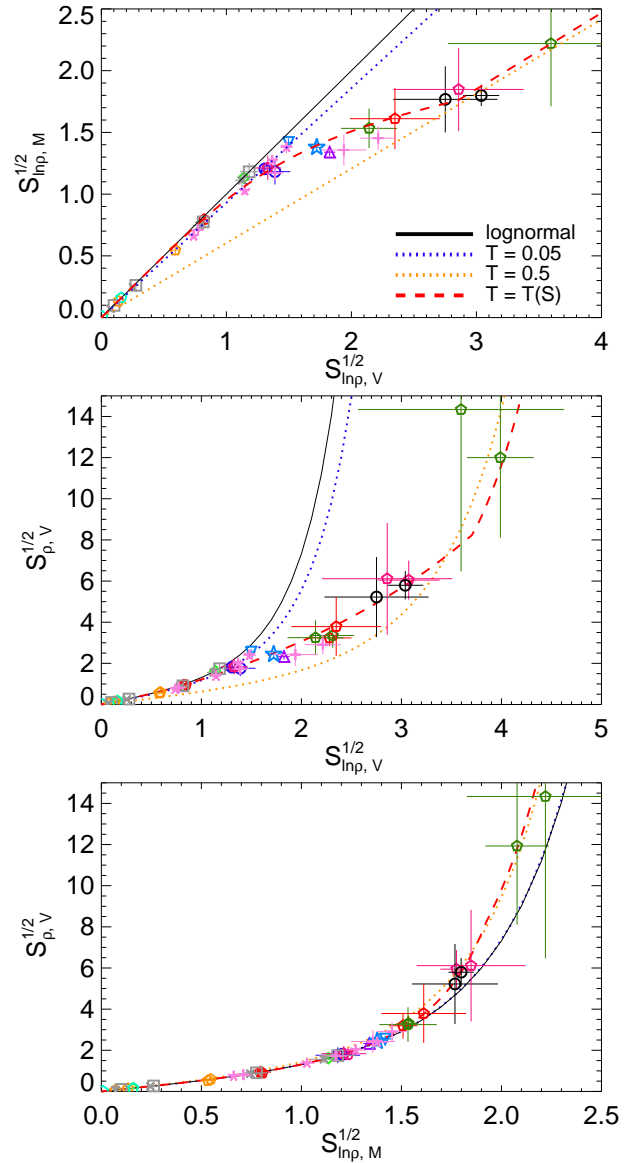 2.5
2.0
1.5
1.0
0.5
0.0
S^{1/2}_{lnρ, M}
lognormal
T = 0.05
T = 0.5
T = T(S)
0 1 2 3 4
S^{1/2}_{lnρ, V}
14
12
10
8
6
4
2
0
S^{1/2}_{ρ, V}
0 1 2 3 4 5
S^{1/2}_{lnρ, V}
14
12
10
8
6
4
2
0
S^{1/2}_{ρ, V}
0.0 0.5 1.0 1.5 2.0 2.5
S^{1/2}_{lnρ, M}